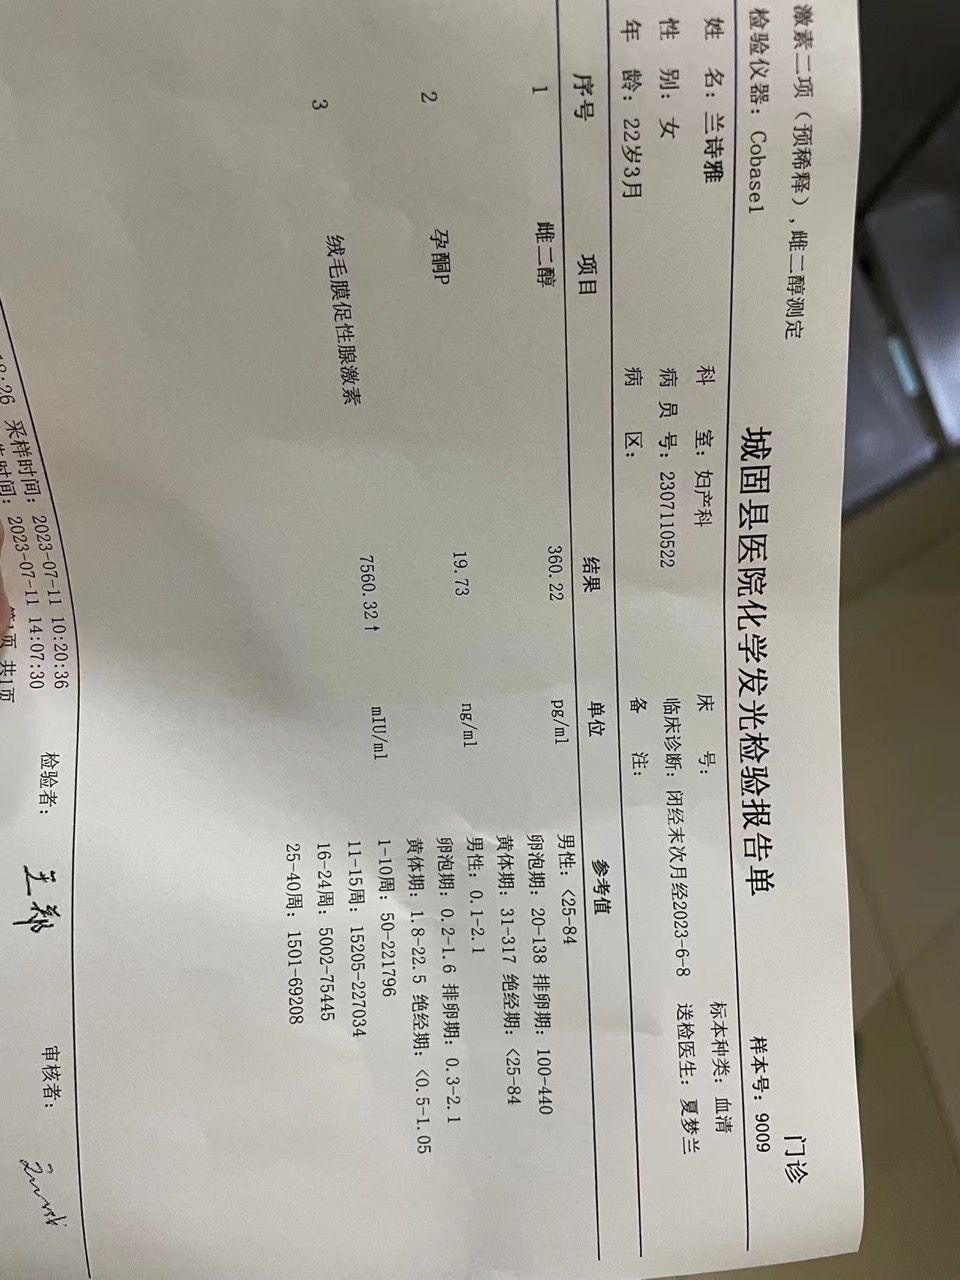 城固县医院化学发光检验报告单
门诊
激素二项（预稀释），雌二醇测定
检验仪器：Cobase1
样本号：9009
姓 名：兰诗雅 科 室：妇产科 床 号： 标本种类：血清
性 别：女 病 员 号：2307110522 临床诊断：闭经末次月经2023-6-8 送检医生：夏梦兰
年 龄：22岁3月 病 区： 备 注：
序号 项目 结果 单位 参考值
1 雌二醇 360.22 pg/ml 男性：<25-84
卵泡期：20-138 排卵期：100-440
黄体期：31-317 绝经期：<25-84
2 孕酮P 19.73 ng/ml 男性：0.1-2.1
卵泡期：0.2-1.6 排卵期：0.3-2.1
黄体期：1.8-22.5 绝经期：<0.5-1.05
3 绒毛膜促性腺激素 7560.32↑ mIU/ml 1-10周：50-221796
11-15周：15205-227034
16-24周：5002-75445
25-40周：1501-69208
采样时间：2023-07-11 10:20:36 检验者： 审核者：
时间：2023-07-11 14:07:30
页 共1页